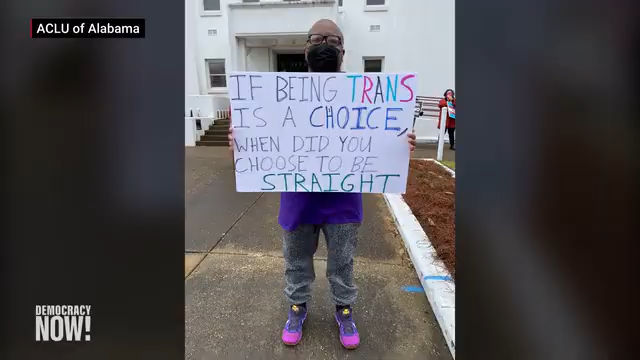 ACLU of Alabama
IF BEING TRANS
IS A CHOICE,
WHEN DID YOU
CHOOSE TO BE
STRAIGHT
DEMOCRACY
NOW!